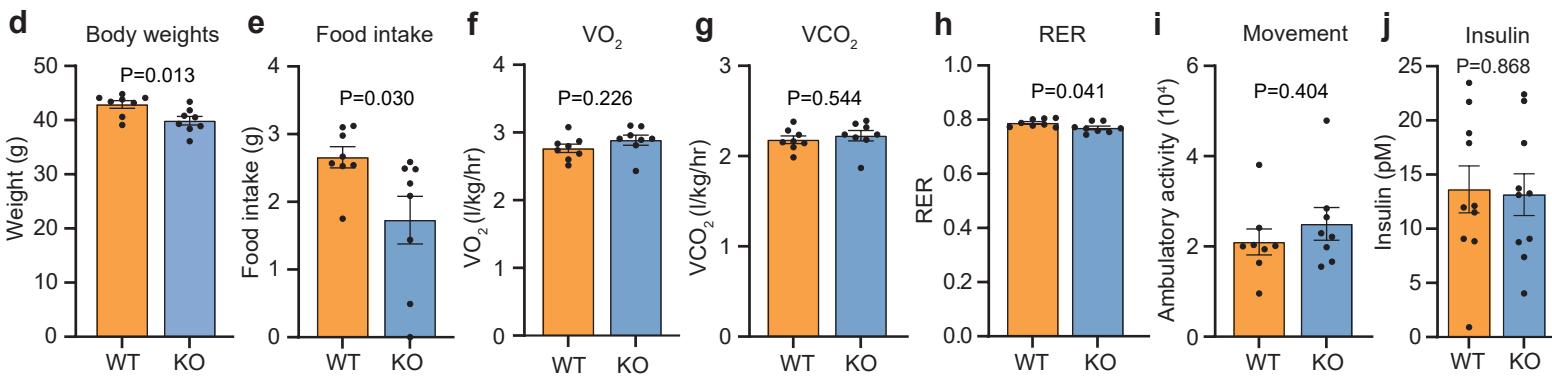 d
Body weights
P=0.013
Weight (g)
50
40
30
20
10
0
WT
KO
e
Food intake
P=0.030
Food intake (g)
4
3
2
1
0
WT
KO
f
VO₂
P=0.226
VO₂ (l/kg/hr)
4
3
2
1
0
WT
KO
g
VCO₂
P=0.544
VCO₂ (l/kg/hr)
3
2
1
0
WT
KO
h
RER
P=0.041
RER
1.0
0.8
0.6
0.4
0.2
0.0
WT
KO
i
Movement
P=0.404
Ambulatory activity (10⁴)
6
4
2
0
WT
KO
j
Insulin
P=0.868
Insulin (pM)
25
20
15
10
5
0
WT
KO